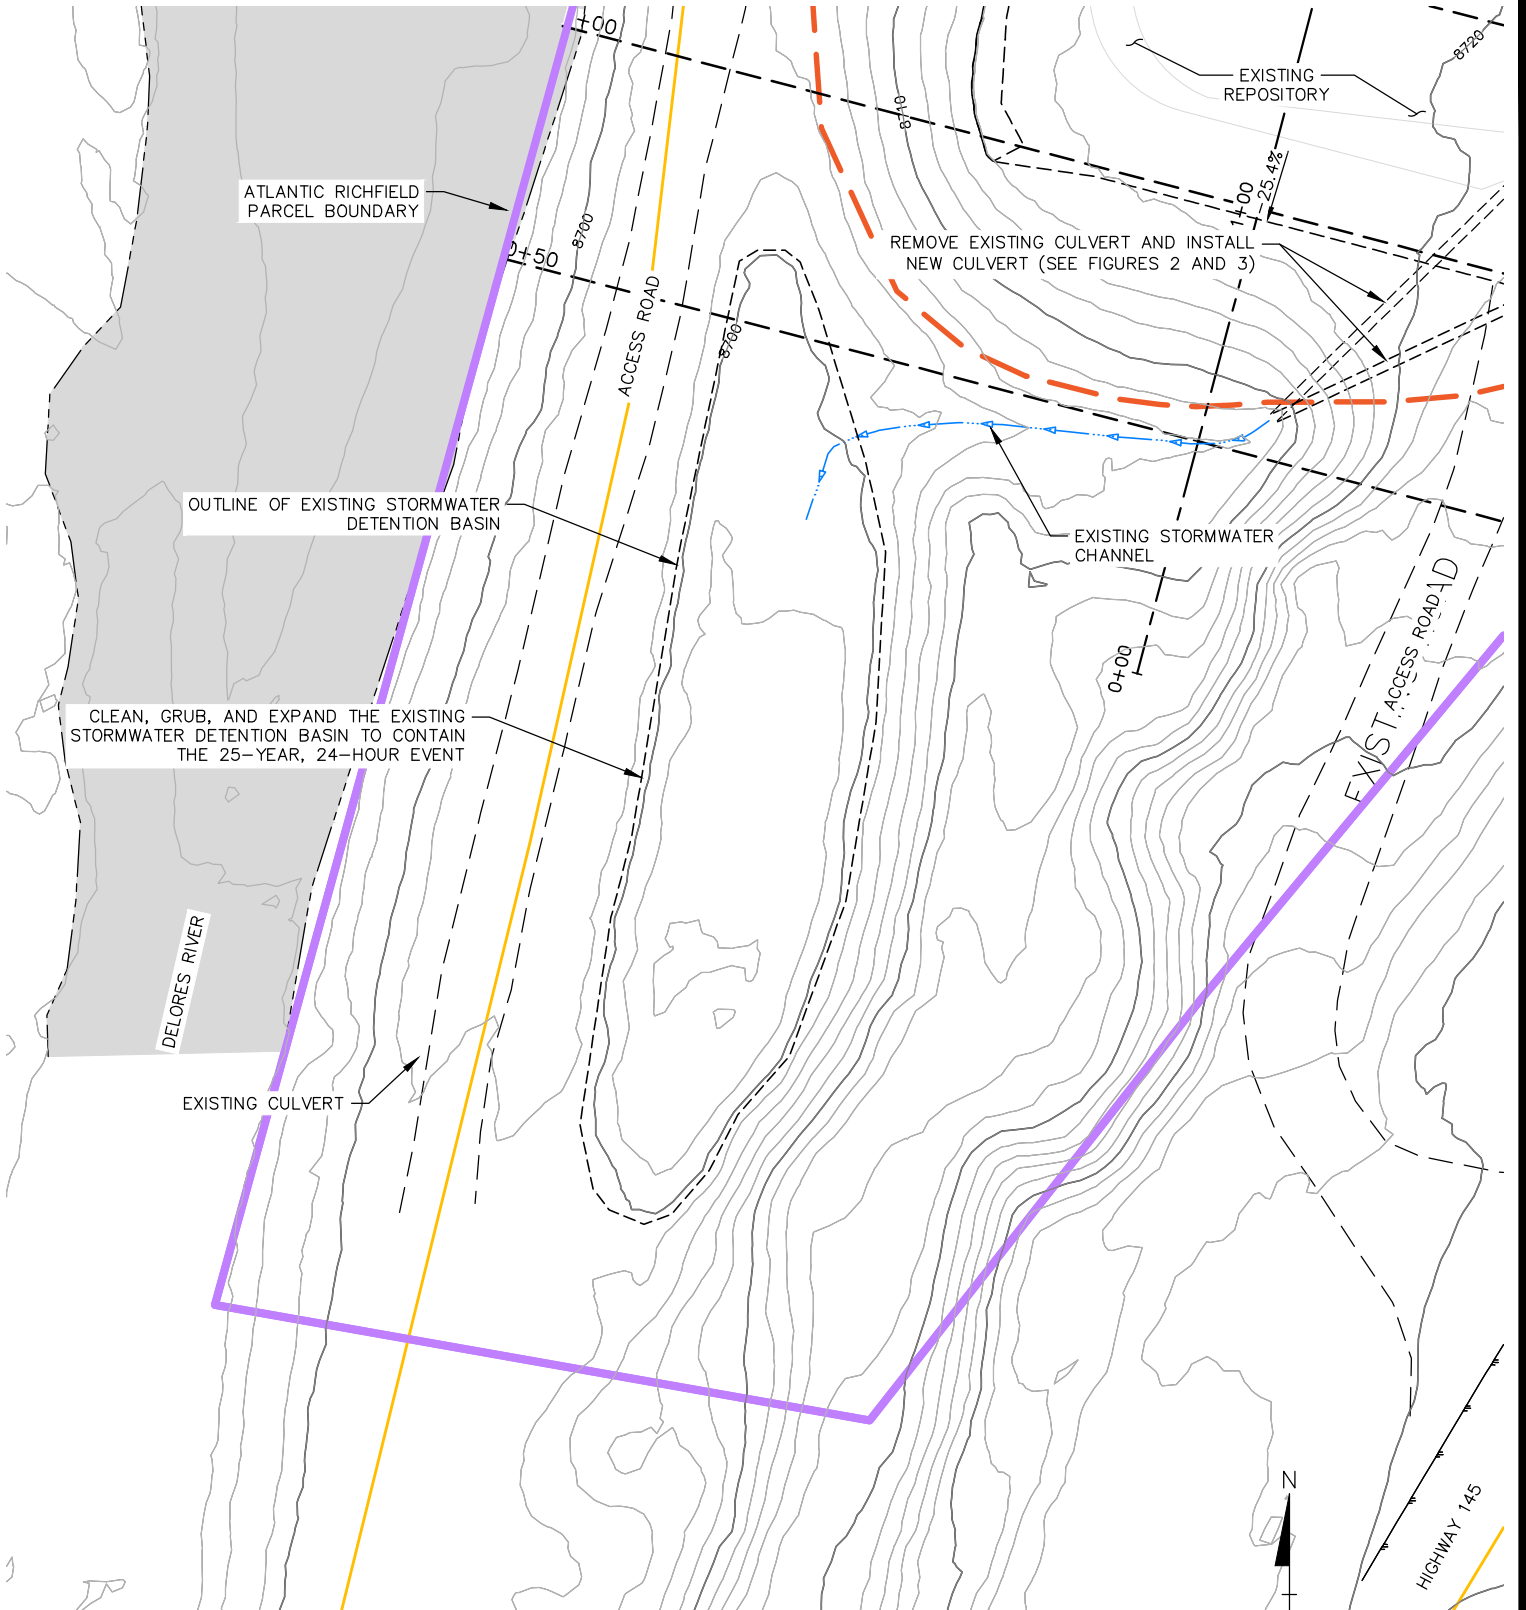 +00
8720
EXISTING
REPOSITORY
8710
25.4%
1+00
ATLANTIC RICHFIELD
PARCEL BOUNDARY
8700
0+50
REMOVE EXISTING CULVERT AND INSTALL
NEW CULVERT (SEE FIGURES 2 AND 3)
ACCESS ROAD
8700
OUTLINE OF EXISTING STORMWATER
DETENTION BASIN
EXISTING STORMWATER
CHANNEL
0+00
ACCESS ROAD
CLEAN, GRUB, AND EXPAND THE EXISTING
STORMWATER DETENTION BASIN TO CONTAIN
THE 25-YEAR, 24-HOUR EVENT
DELORES RIVER
EXISTING CULVERT
N
HIGHWAY 145